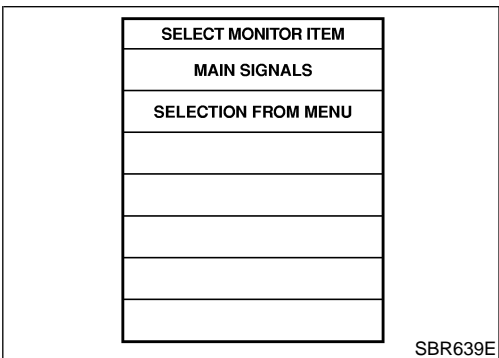 SELECT MONITOR ITEM
MAIN SIGNALS
SELECTION FROM MENU
SBR639E